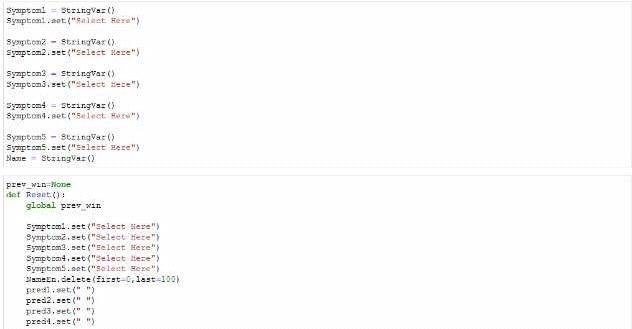 Symptom1 = StringVar()
Symptom1.set("Select Here")
Symptom2 = StringVar()
Symptom2.set("Select Here")
Symptom3 = StringVar()
Symptom3.set("Select Here")
Symptom4 = StringVar()
Symptom4.set("Select Here")
Symptom5 = StringVar()
Symptom5.set("Select Here")
Name = StringVar()
prev_win=None
def Reset():
    global prev_win
    Symptom1.set("Select Here")
    Symptom2.set("Select Here")
    Symptom3.set("Select Here")
    Symptom4.set("Select Here")
    Symptom5.set("Select Here")
    NameEn.delete(first=0,last=100)
    pred1.set(" ")
    pred2.set(" ")
    pred3.set(" ")
    pred4.set(" ")